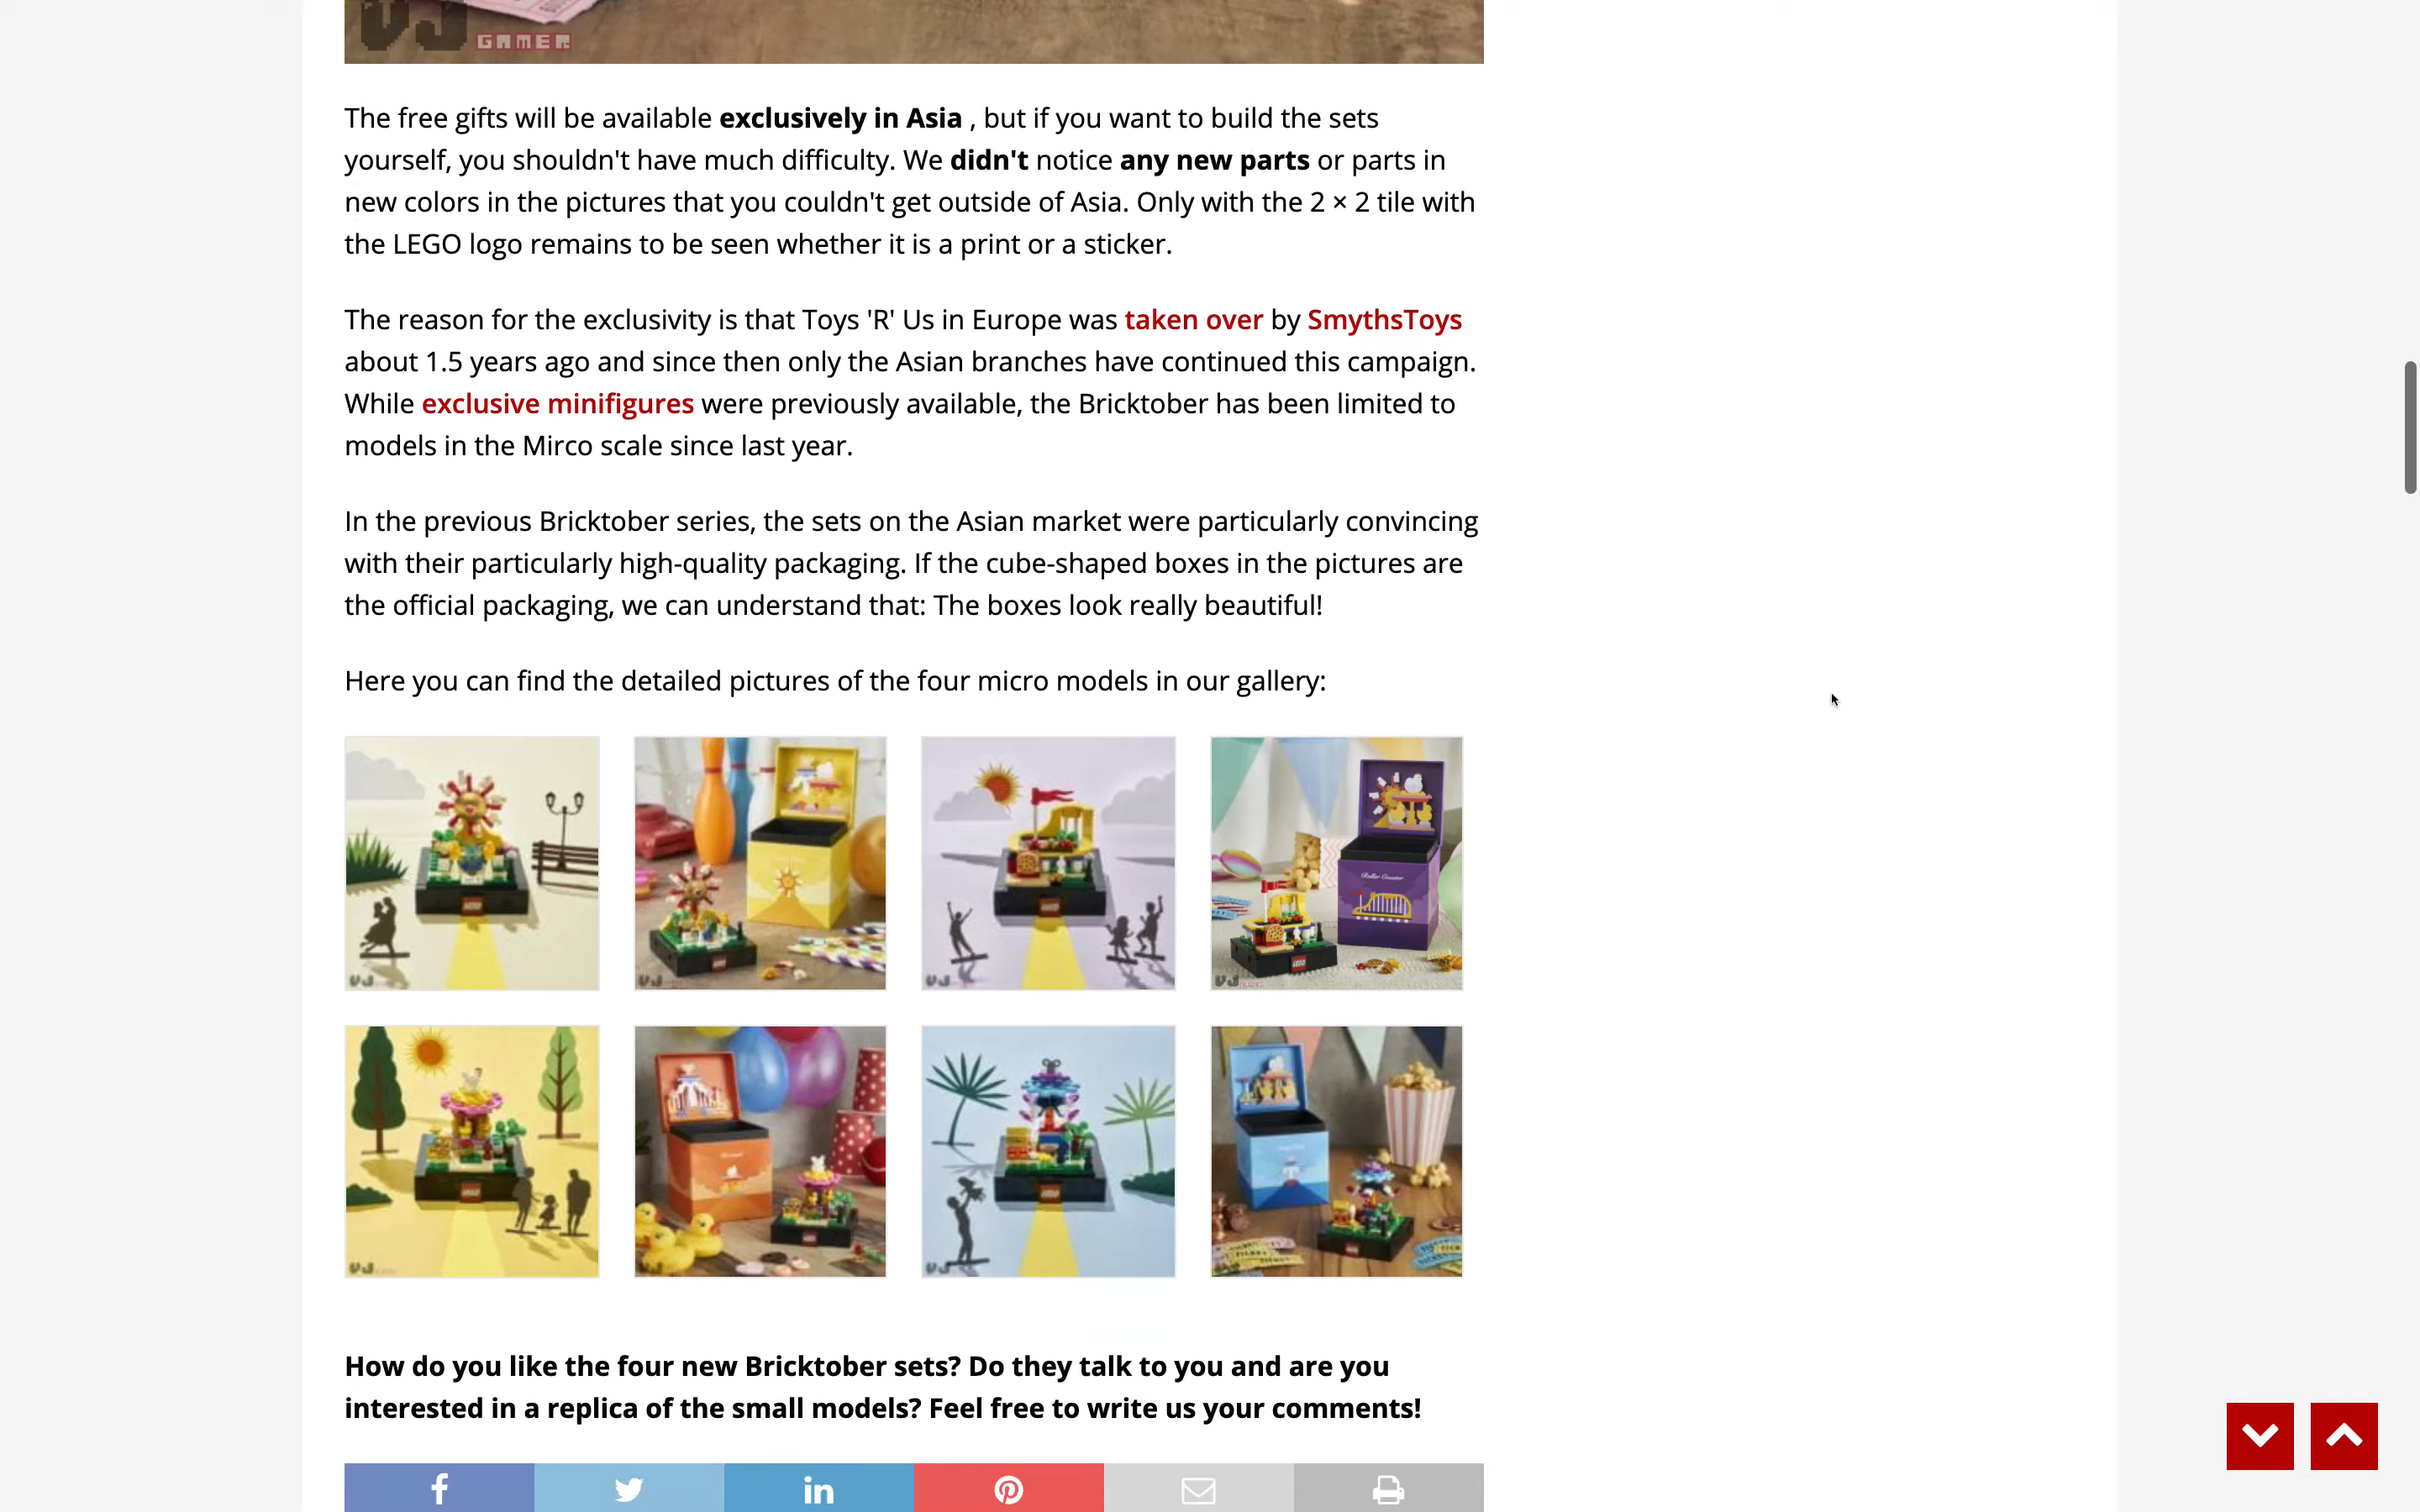 GAMER
The free gifts will be available exclusively in Asia , but if you want to build the sets
yourself, you shouldn't have much difficulty. We didn't notice any new parts or parts in
new colors in the pictures that you couldn't get outside of Asia. Only with the 2 × 2 tile with
the LEGO logo remains to be seen whether it is a print or a sticker.
The reason for the exclusivity is that Toys 'R' Us in Europe was taken over by SmythsToys
about 1.5 years ago and since then only the Asian branches have continued this campaign.
While exclusive minifigures were previously available, the Bricktober has been limited to
models in the Mirco scale since last year.
In the previous Bricktober series, the sets on the Asian market were particularly convincing
with their particularly high-quality packaging. If the cube-shaped boxes in the pictures are
the official packaging, we can understand that: The boxes look really beautiful!
Here you can find the detailed pictures of the four micro models in our gallery:
Roller Coaster
How do you like the four new Bricktober sets? Do they talk to you and are you
interested in a replica of the small models? Feel free to write us your comments!